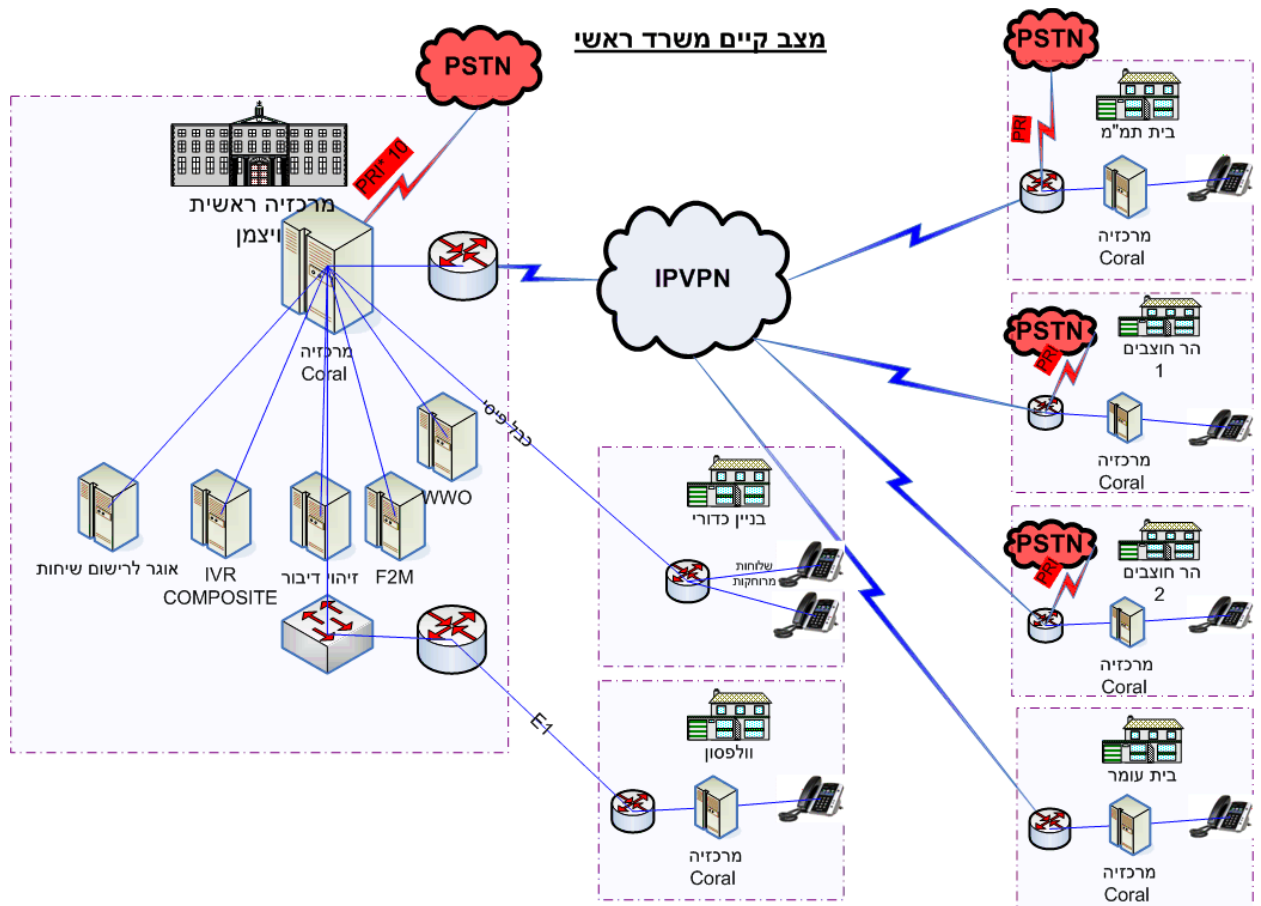 מצב קיים משרד ראשי
PSTN
PRI* 10
מרכזיה ראשית
ויצמן
מרכזיה
Coral
WWO
F2M
זיהוי דיבור
IVR
COMPOSITE
אוגר לרישום שיחות
כבל פיסי
E1
IPVPN
בניין כדורי
שלוחות
מרוחקות
וולפסון
מרכזיה
Coral
PSTN
PRI
בית תמ"מ
מרכזיה
Coral
PSTN
PRI
הר חוצבים
1
מרכזיה
Coral
PSTN
PRI
הר חוצבים
2
מרכזיה
Coral
בית עומר
מרכזיה
Coral